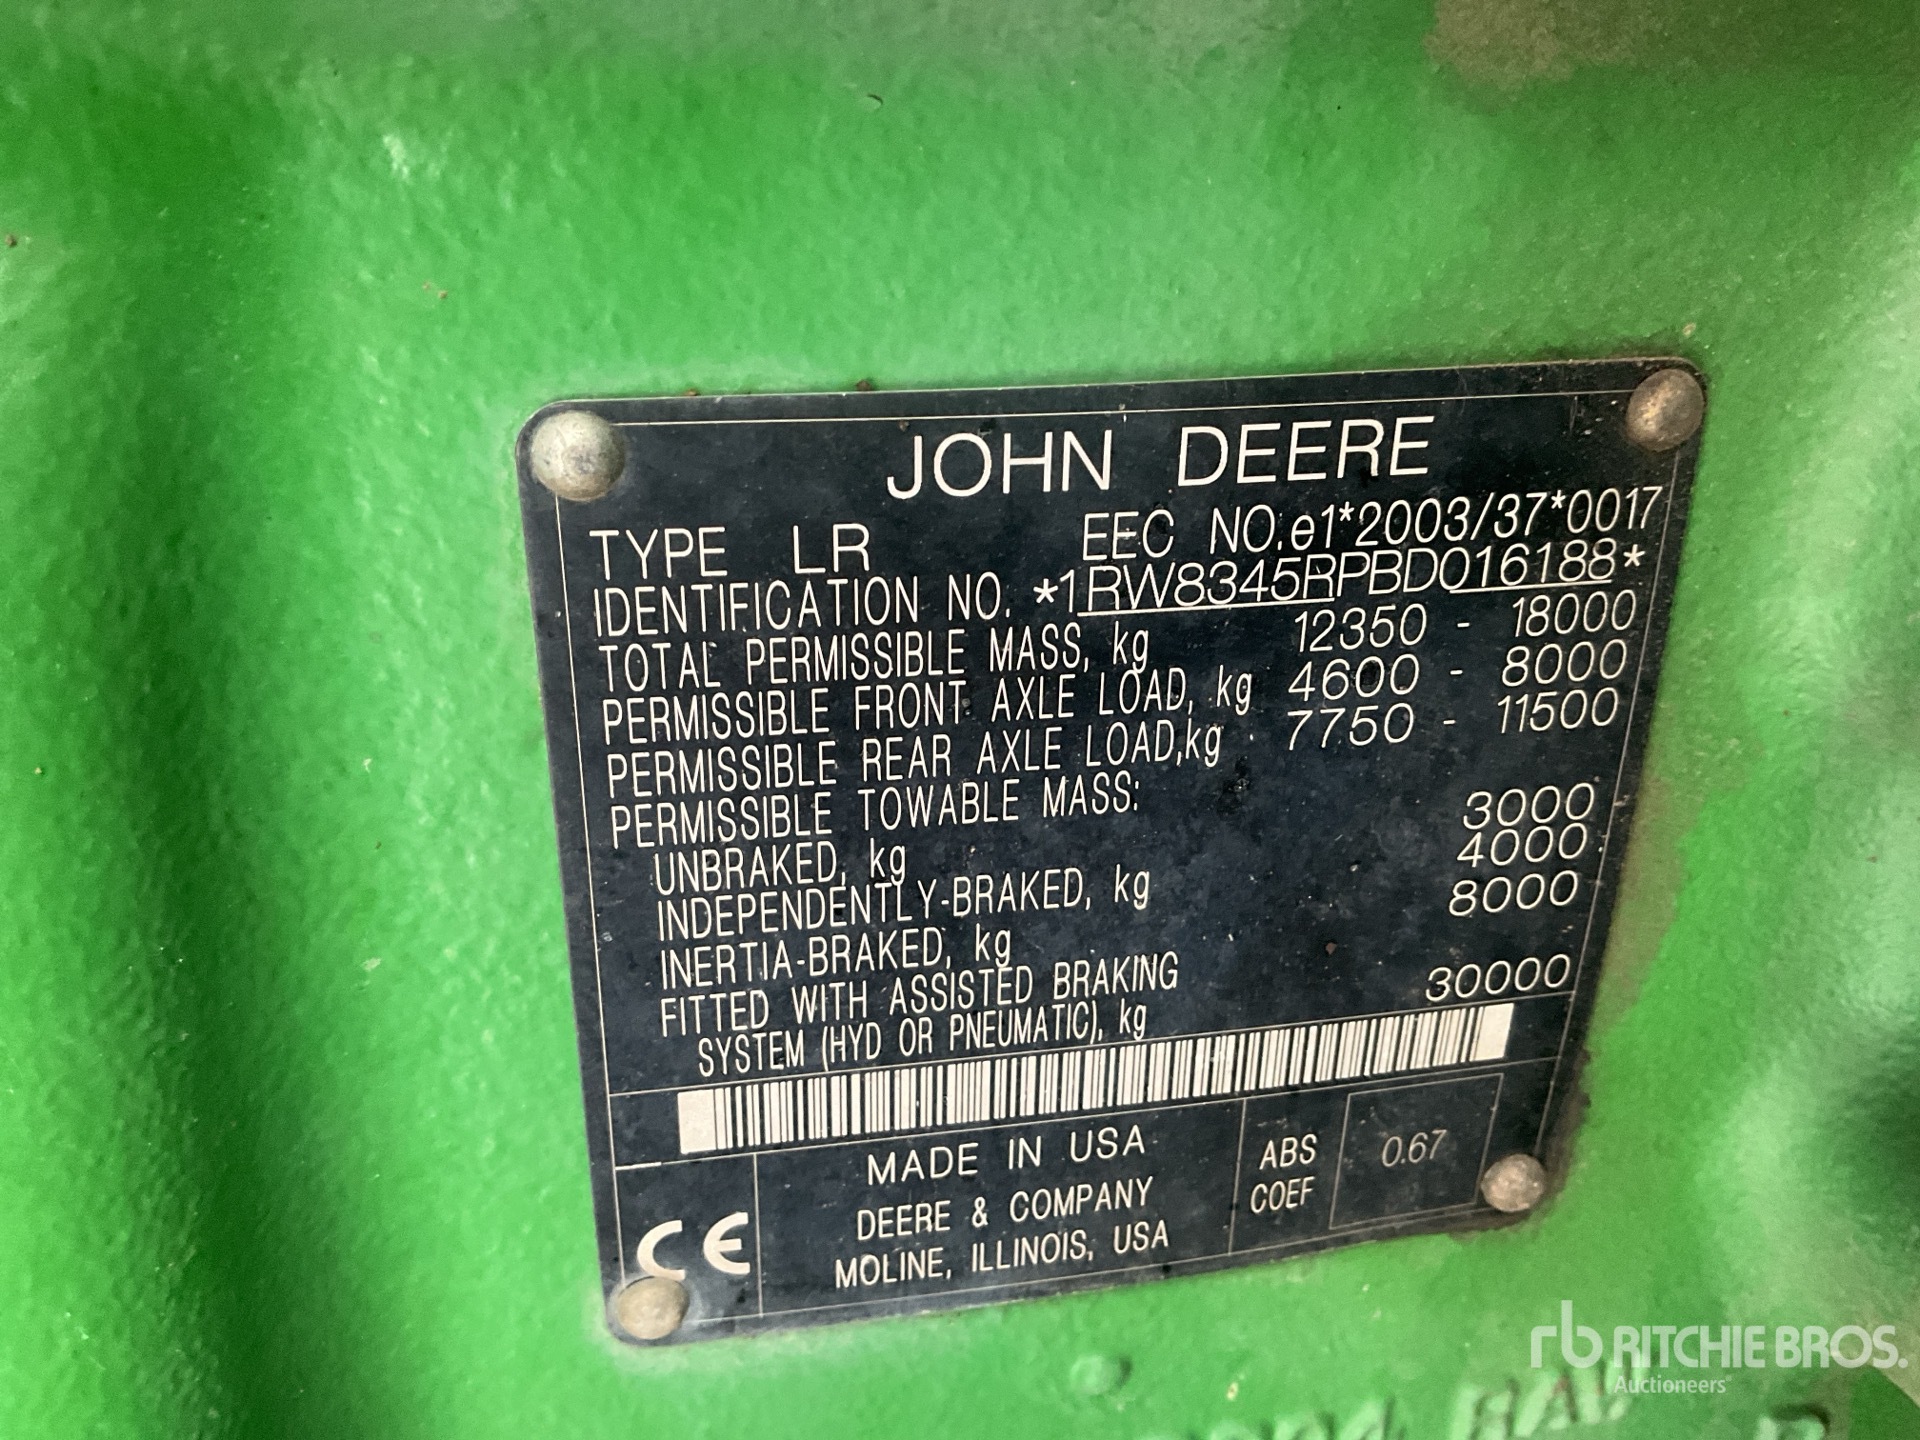 JOHN DEERE
TYPE LR EEC NO. e1*2003/37*0017
IDENTIFICATION NO. *1RW8345RPBD016188*
TOTAL PERMISSIBLE MASS, kg 12350 - 18000
PERMISSIBLE FRONT AXLE LOAD, kg 4600 - 8000
PERMISSIBLE REAR AXLE LOAD,kg 7750 - 11500
PERMISSIBLE TOWABLE MASS:
UNBRAKED, kg 3000
INDEPENDENTLY-BRAKED, kg 4000
INERTIA-BRAKED, kg 8000
FITTED WITH ASSISTED BRAKING
SYSTEM (HYD OR PNEUMATIC), kg 30000
MADE IN USA
DEERE & COMPANY
MOLINE, ILLINOIS, USA
ABS
COEF
0.67
CE
rb RITCHIE BROS.
Auctioneers